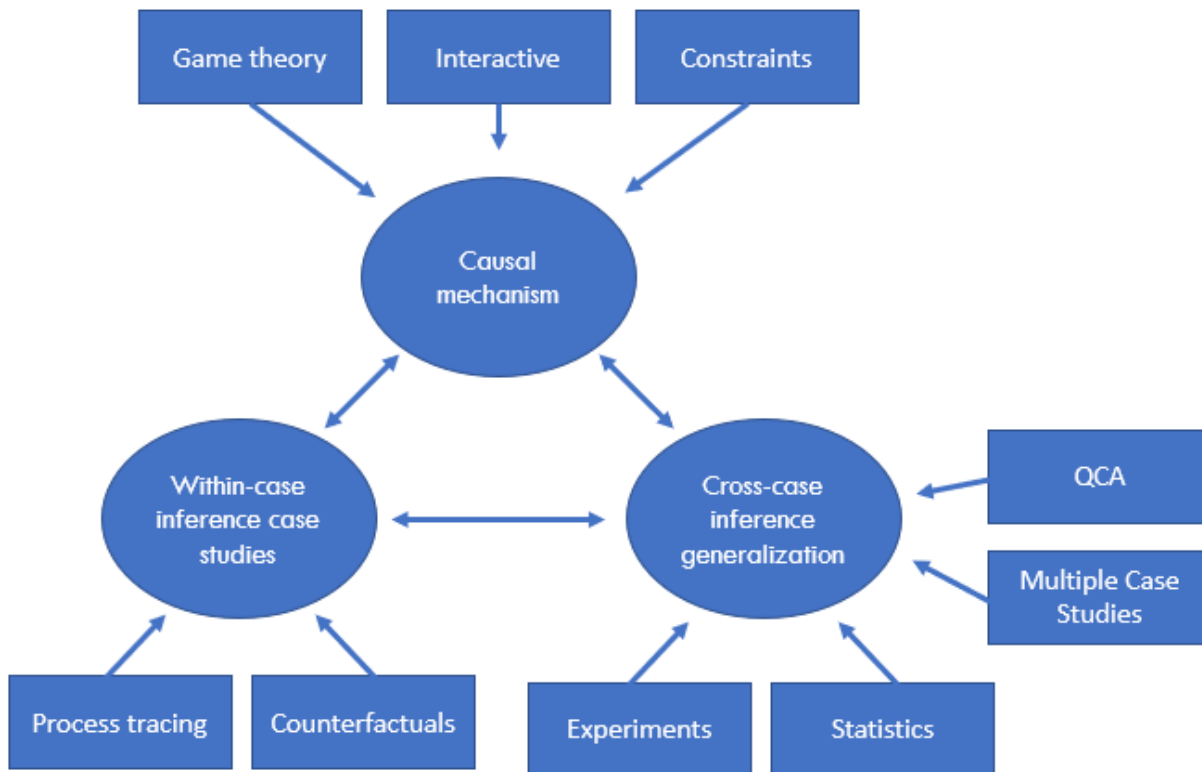 Game theory
Interactive
Constraints
Causal
mechanism
Within-case
inference case
studies
Cross-case
inference
generalization
QCA
Multiple Case
Studies
Process tracing
Counterfactuals
Experiments
Statistics